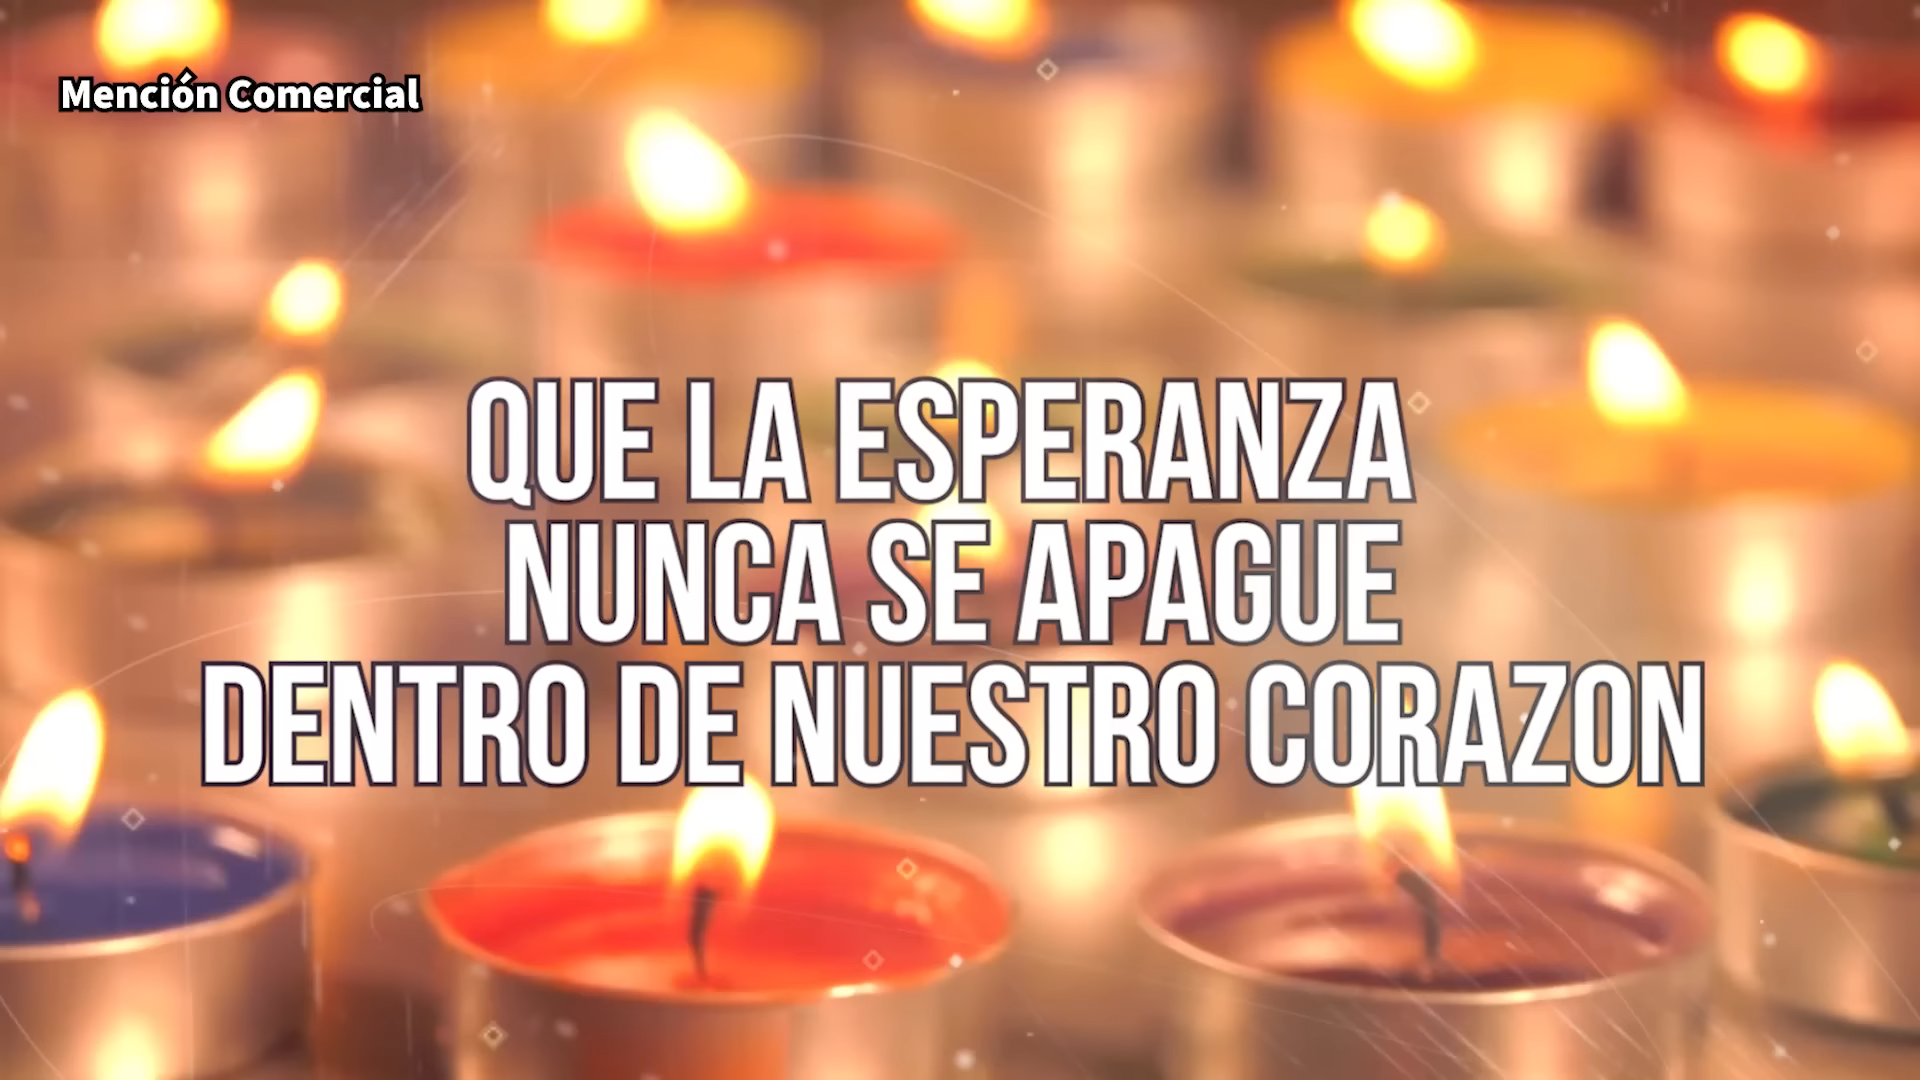 Mención Comercial
QUE LA ESPERANZA
NUNCA SE APAGUE
DENTRO DE NUESTRO CORAZON